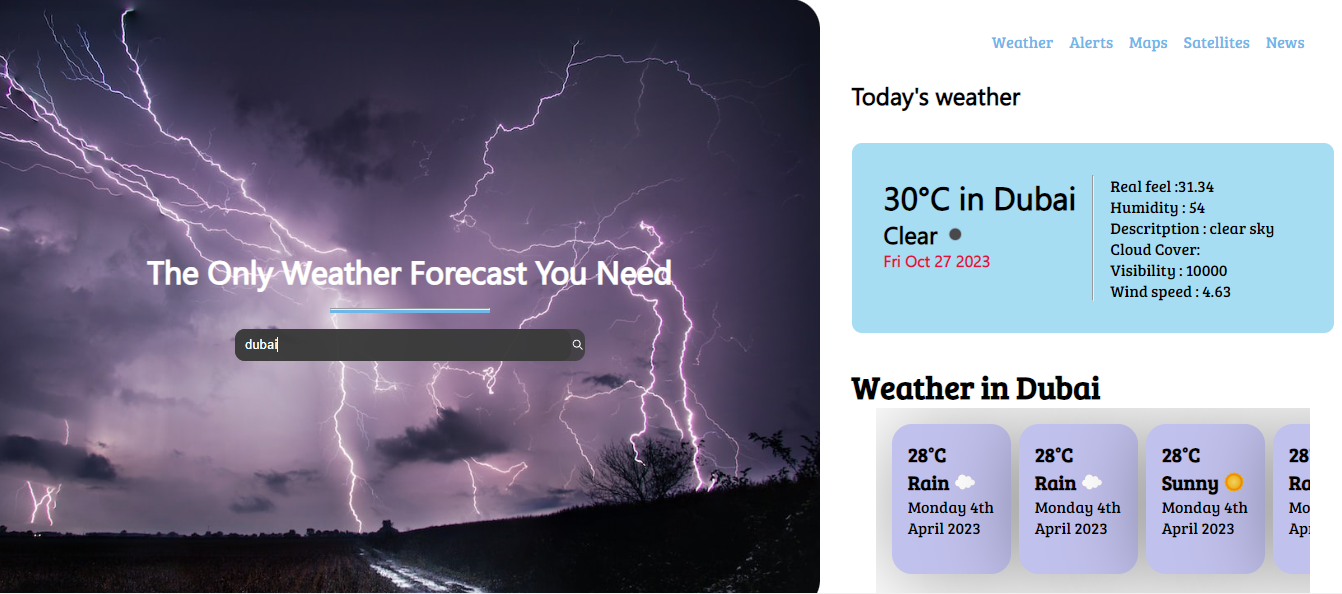 The Only Weather Forecast You Need
dubai
Weather Alerts Maps Satellites News
Today's weather
30°C in Dubai
Clear
Fri Oct 27 2023
Real feel :31.34
Humidity : 54
Descritption : clear sky
Cloud Cover:
Visibility : 10000
Wind speed : 4.63
Weather in Dubai
28°C
Rain
Monday 4th
April 2023
28°C
Rain
Monday 4th
April 2023
28°C
Sunny
Monday 4th
April 2023
28
Ra
Mo